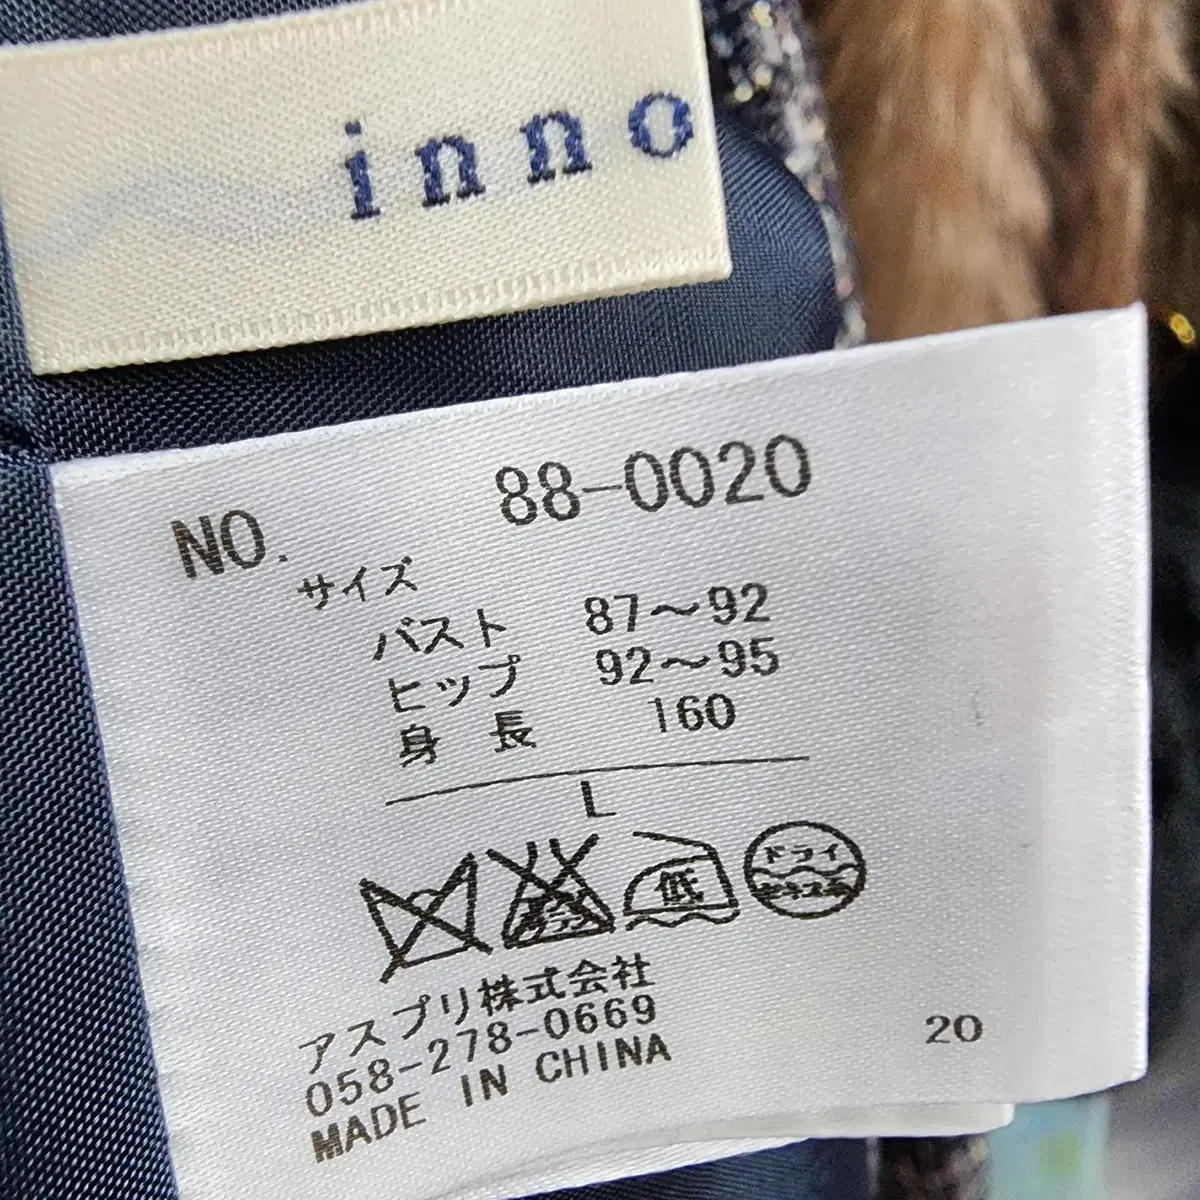 inno
NO. 88-0020
サイズ
バスト 87～92
ヒップ 92～95
身長 160
L
低
ドライ
アスプリ株式会社
058-278-0669
MADE IN CHINA
20